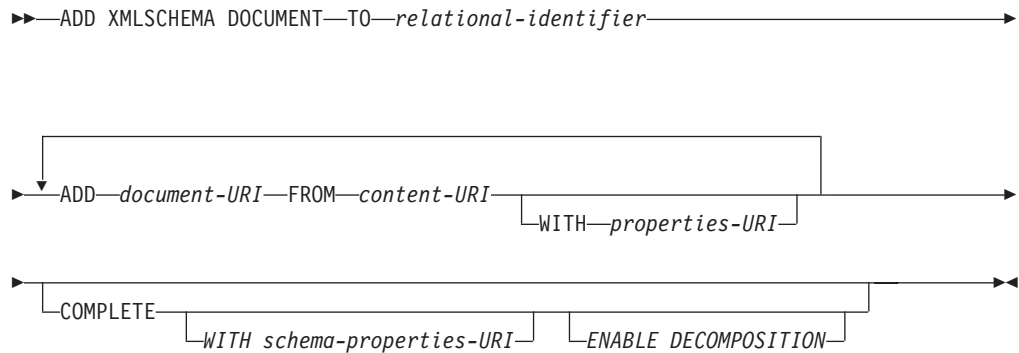 ADD XMLSCHEMA DOCUMENT TO relational-identifier
ADD document-URI FROM content-URI
WITH properties-URI
COMPLETE
WITH schema-properties-URI ENABLE DECOMPOSITION